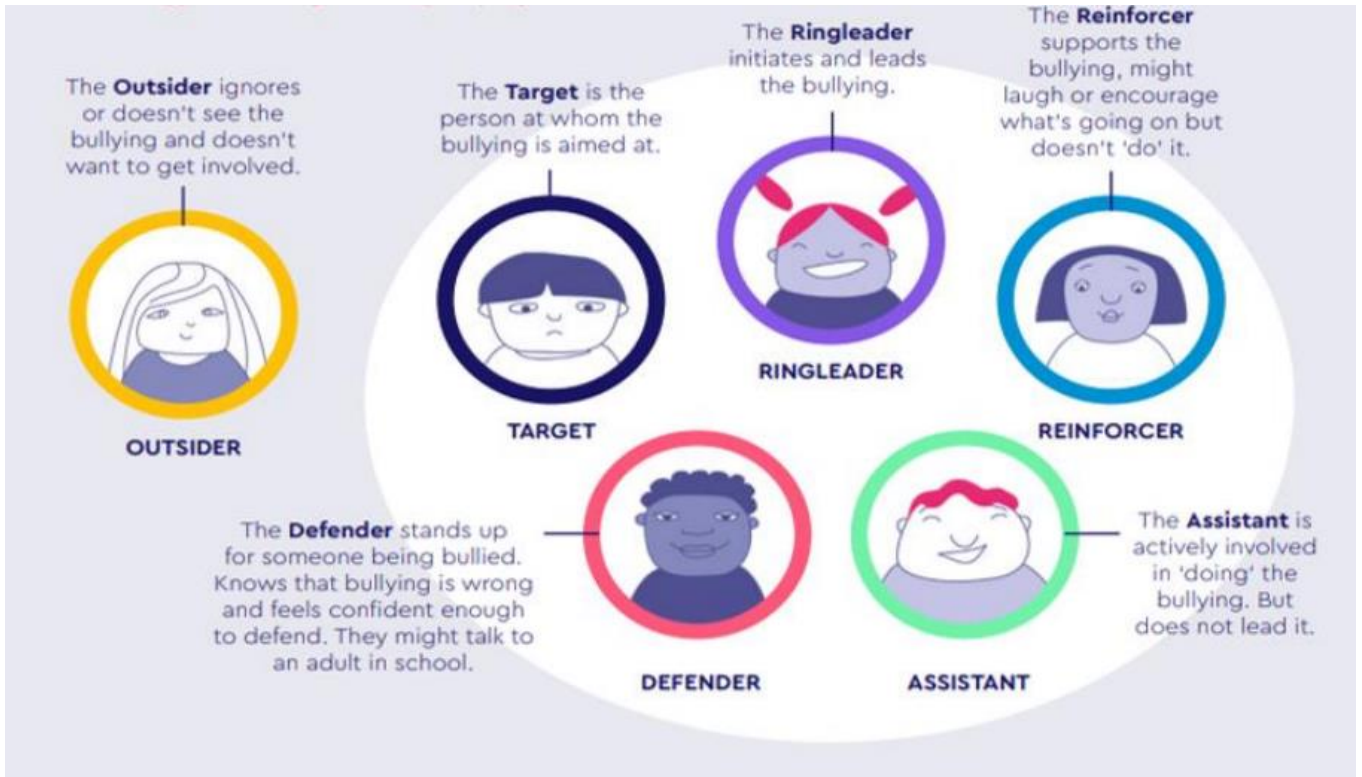 The Outsider ignores
or doesn't see the
bullying and doesn't
want to get involved.
OUTSIDER
The Target is the
person at whom the
bullying is aimed at.
TARGET
The Ringleader
initiates and leads
the bullying.
RINGLEADER
The Reinforcer
supports the
bullying, might
laugh or encourage
what's going on but
doesn't 'do' it.
REINFORCER
The Defender stands up
for someone being bullied.
Knows that bullying is wrong
and feels confident enough
to defend. They might talk to
an adult in school.
DEFENDER
The Assistant is
actively involved
in 'doing' the
bullying. But
does not lead it.
ASSISTANT